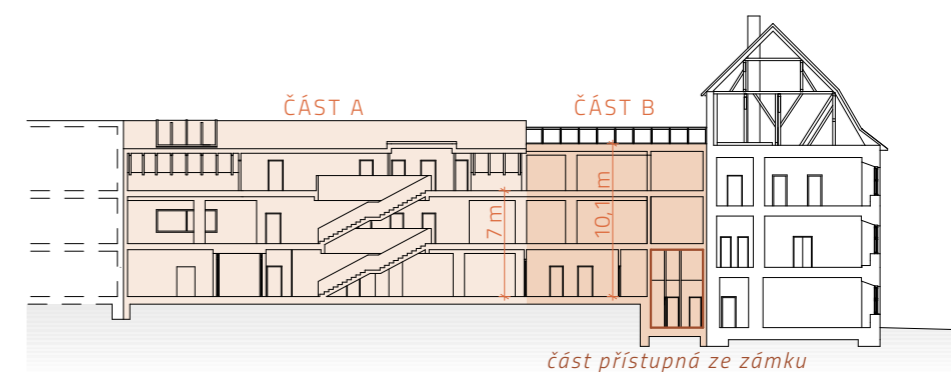 ČÁST A
ČÁST B
7 m
10,1 m
část přístupná ze zámku